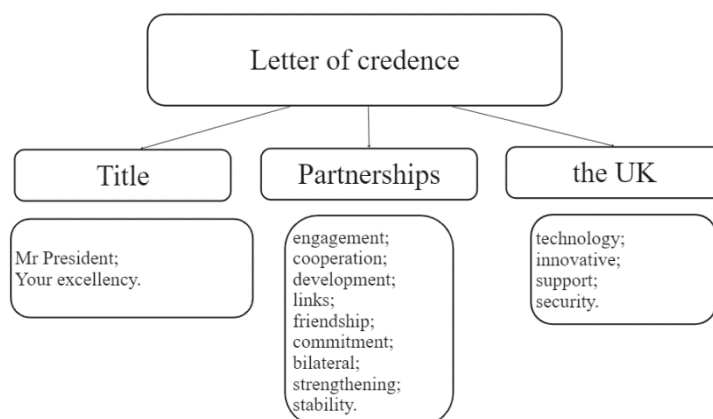 Letter of credence
Title
Partnerships
the UK
Mr President;
Your excellency.
engagement;
cooperation;
development;
links;
friendship;
commitment;
bilateral;
strengthening;
stability.
technology;
innovative;
support;
security.